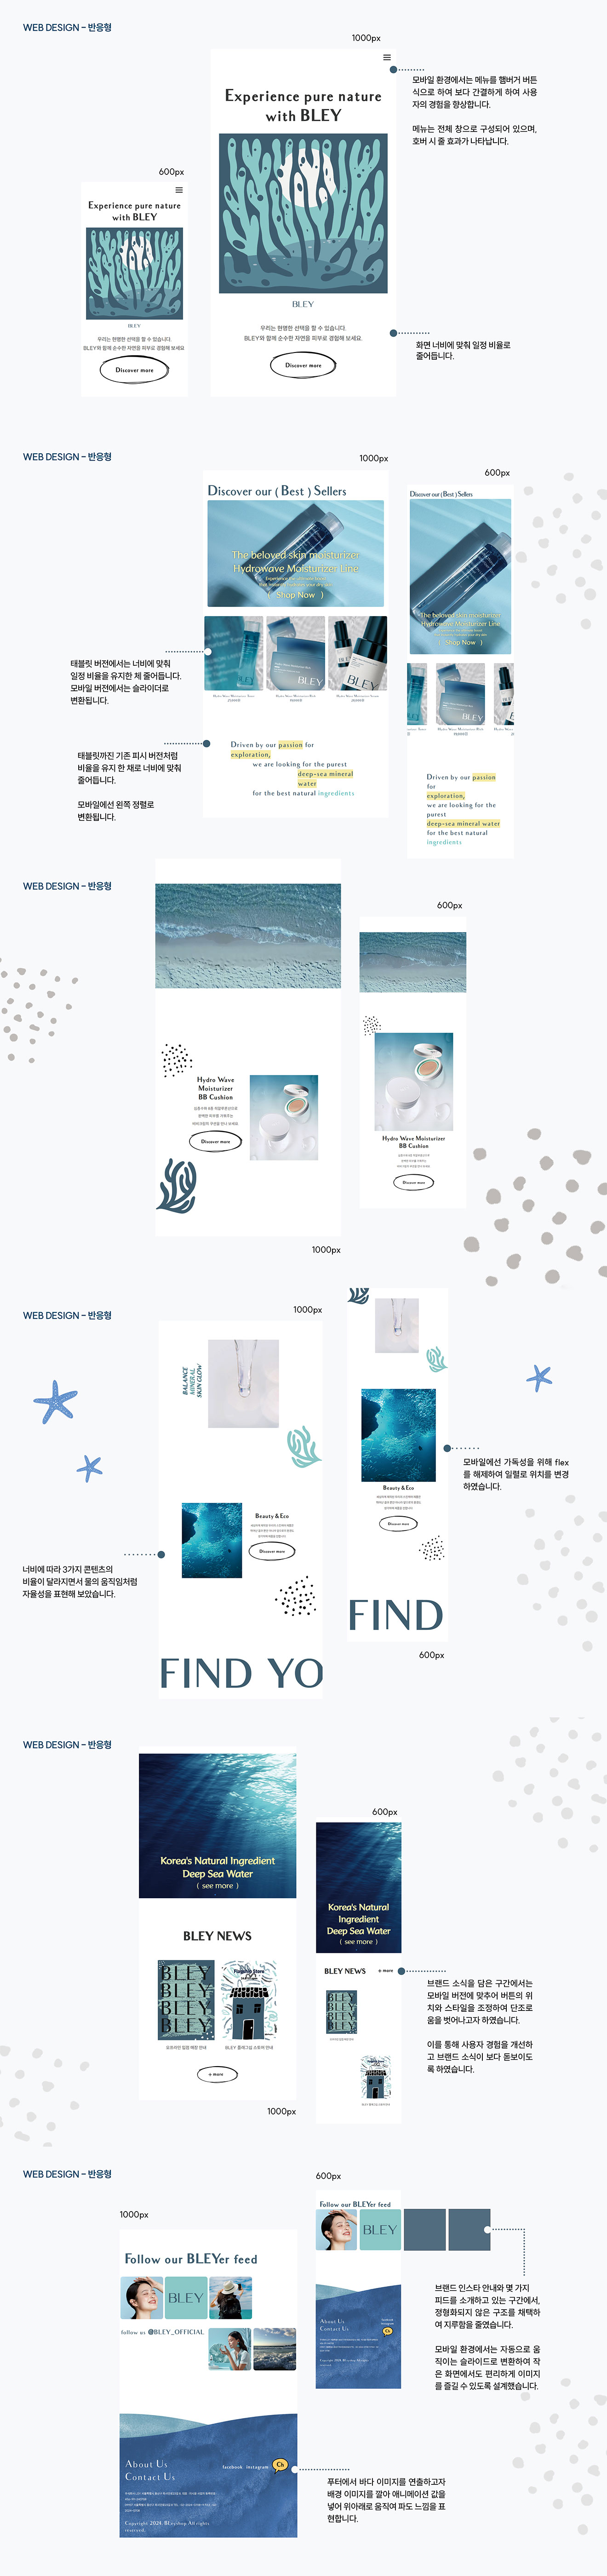 WEB DESIGN - 반응형
1000px
모바일 환경에서는 메뉴를 햄버거 버튼
식으로 하여 보다 간결하게 하여 사용
자의 경험을 향상합니다.
메뉴는 전체 창으로 구성되어 있으며,
호버 시 줄 효과가 나타납니다.
Experience pure nature
with BLEY
600px
Experience pure nature
with BLEY
BLEY
우리는 현명한 선택을 할 수 있습니다.
BLEY와 함께 순수한 자연을 피부로 경험해 보세요.
Discover more
BLEY
우리는 현명한 선택을 할 수 있습니다.
BLEY와 함께 순수한 자연을 피부로 경험해 보세요
Discover more
화면 너비에 맞춰 일정 비율로
줄어듭니다.
WEB DESIGN - 반응형
1000px
600px
Discover our ( Best ) Sellers
The beloved skin moisturizer
Hydrowave Moisturizer Line
( Shop Now )
BLEY
BLEY
Discover our ( Best ) Sellers
The beloved skin moisturizer
Hydrowave Moisturizer Line
( Shop Now )
BLEY
태블릿 버전에서는 너비에 맞춰
일정 비율을 유지한 체 줄어듭니다.
모바일 버전에서는 슬라이더로
변환됩니다.
태블릿까진 기존 피시 버전처럼
비율을 유지 한 채로 너비에 맞춰
줄어듭니다.
모바일에선 왼쪽 정렬로
변환됩니다.
Driven by our passion for
exploration,
we are looking for the purest
deep-sea mineral
water
for the best natural ingredients
Driven by our passion
for
exploration,
we are looking for the
purest
deep-sea mineral water
for the best natural
ingredients
WEB DESIGN - 반응형
600px
Hydro Wave
Moisturizer
BB Cushion
Discover more
Hydro Wave Moisturizer
BB Cushion
Discover more
1000px
WEB DESIGN - 반응형
1000px
BALANCE
MINERAL
SKIN GLOW
모바일에선 가독성을 위해 flex
를 해제하여 일렬로 위치를 변경
하였습니다.
Beauty & Eco
Discover more
Beauty & Eco
Discover more
너비에 따라 3가지 콘텐츠의
비율이 달라지면서 물의 움직임처럼
자율성을 표현해 보았습니다.
FIND YO
FIND
600px
WEB DESIGN - 반응형
600px
Korea's Natural Ingredient
Deep Sea Water
( see more )
Korea's Natural
Ingredient
Deep Sea Water
( see more )
BLEY NEWS
BLEY
BLEY
BLEY
BLEY
Flagship Store
오프라인 입점 매장 안내
BLEY 플래그십 스토어 안내
+ more
1000px
BLEY NEWS
+ more
BLEY
BLEY
BLEY
BLEY
브랜드 소식을 담은 구간에서는
모바일 버전에 맞추어 버튼의 위
치와 스타일을 조정하여 단조로
움을 벗어나고자 하였습니다.
이를 통해 사용자 경험을 개선하
고 브랜드 소식이 보다 돋보이도
록 하였습니다.
WEB DESIGN - 반응형
600px
1000px
Follow our BLEYer feed
BLEY
Follow our BLEYer feed
BLEY
follow us @BLEY_OFFICIAL
About Us
Contact Us
facebook instagram
Ch
브랜드 인스타 안내와 몇 가지
피드를 소개하고 있는 구간에서,
정형화되지 않은 구조를 채택하
여 지루함을 줄였습니다.
모바일 환경에서는 자동으로 움
직이는 슬라이드로 변환하여 작
은 화면에서도 편리하게 이미지
를 즐길 수 있도록 설계했습니다.
About Us
Contact Us
facebook instagram
Ch
Copyright 2024. BLeyshop All rights
reserved.
푸터에서 바다 이미지를 연출하고자
배경 이미지를 깔아 애니메이션 값을
넣어 위아래로 움직여 파도 느낌을 표
현합니다.